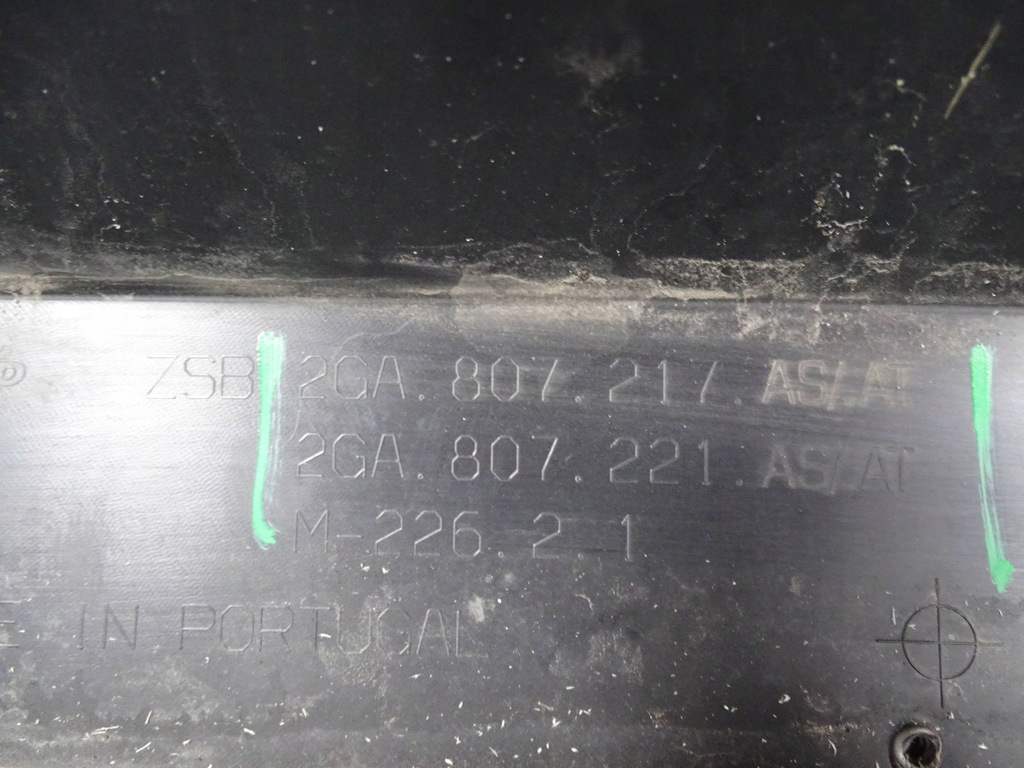 ZSB 2GA. 807. 217. AS/.AT
2GA. 807. 221. AS/.AT
M-226. 2. 1
E IN PORTUGAL